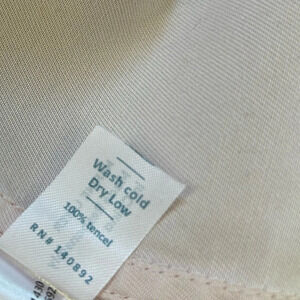 Wash cold
Dry Low
100% tencel
RN# 140892